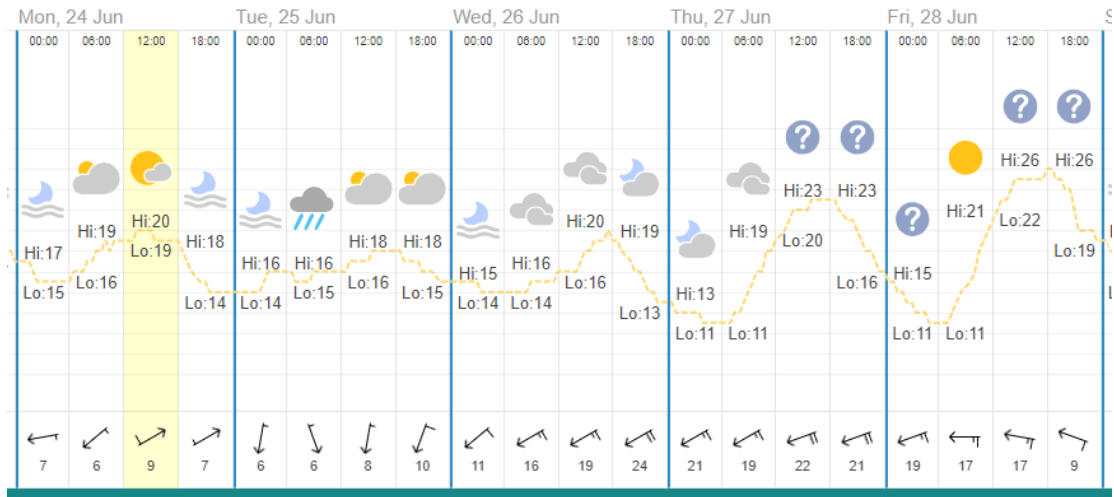 Mon, 24 Jun Tue, 25 Jun Wed, 26 Jun Thu, 27 Jun Fri, 28 Jun
00:00 06:00 12:00 18:00 00:00 06:00 12:00 18:00 00:00 06:00 12:00 18:00 00:00 06:00 12:00 18:00 00:00 06:00 12:00 18:00
? ? ? ? ?
Hi:17 Hi:19 Hi:20 Hi:18 Hi:16 Hi:16 Hi:18 Hi:18 Hi:15 Hi:16 Hi:20 Hi:19 Hi:13 Hi:19 Hi:23 Hi:23 Hi:15 Hi:21 Hi:26 Hi:26
Lo:15 Lo:16 Lo:19 Lo:14 Lo:14 Lo:15 Lo:16 Lo:15 Lo:14 Lo:14 Lo:16 Lo:13 Lo:11 Lo:11 Lo:20 Lo:16 Lo:11 Lo:11 Lo:22 Lo:19
7 6 9 7 6 6 8 10 11 16 19 24 21 19 22 21 19 17 17 9